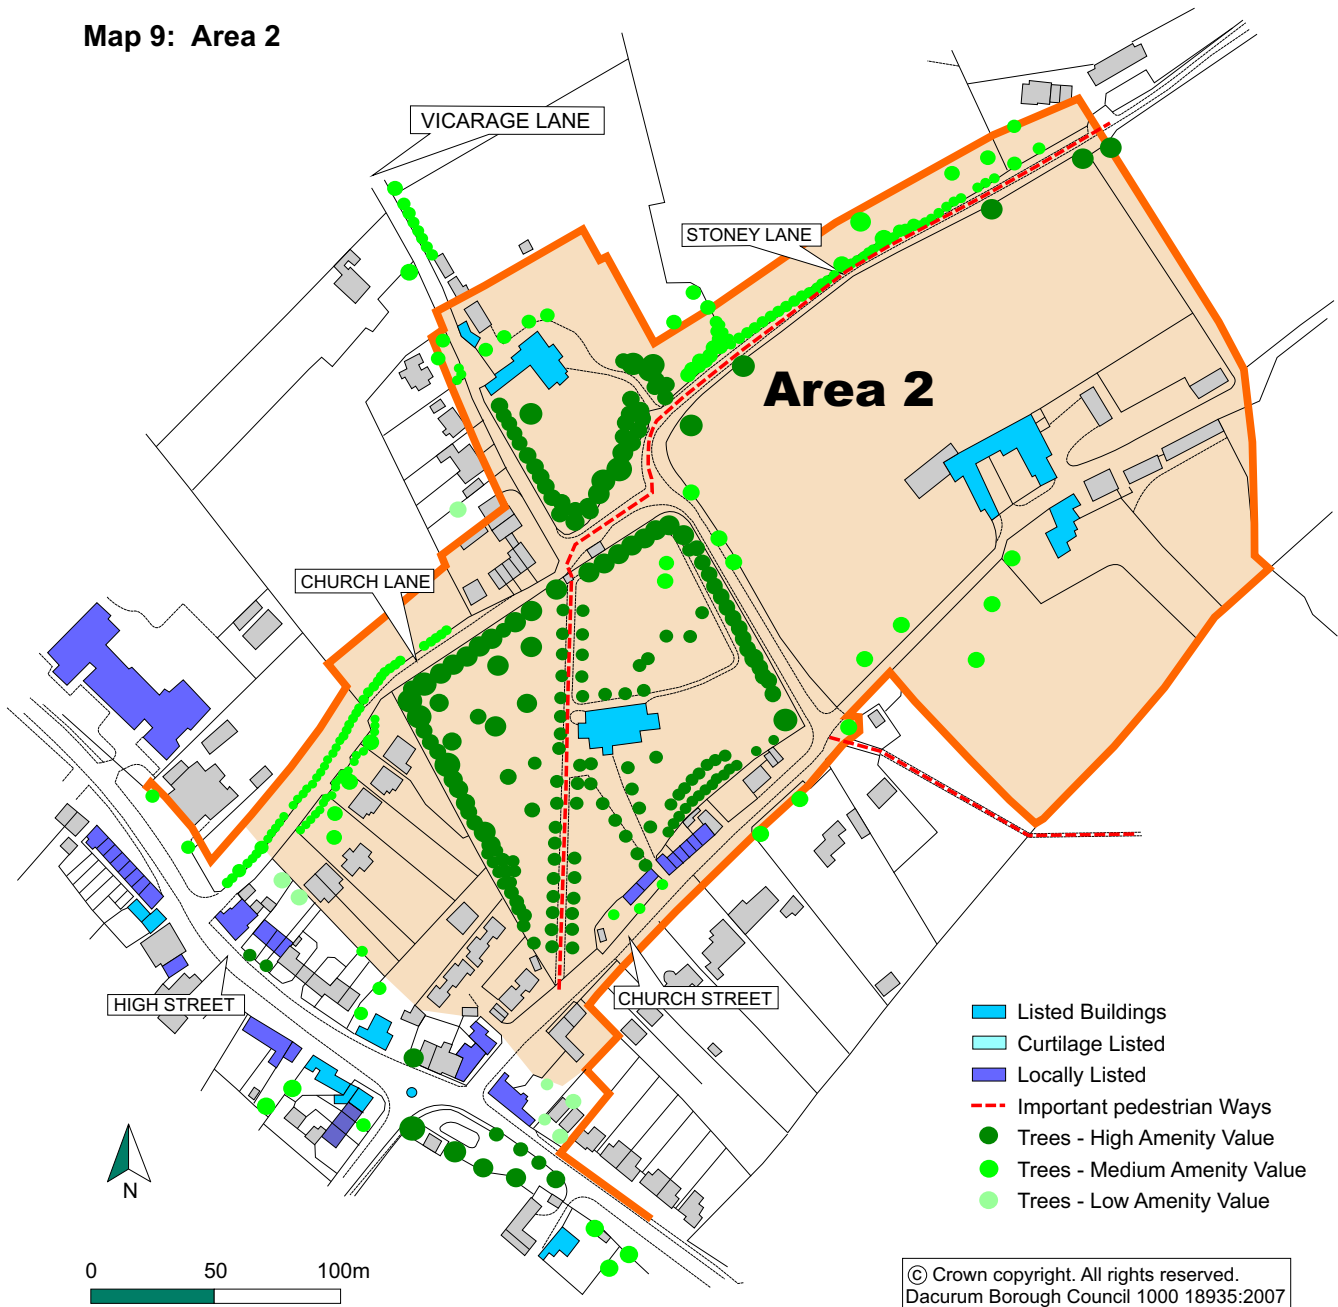 Map 9: Area 2
VICARAGE LANE
STONEY LANE
Area 2
CHURCH LANE
HIGH STREET
CHURCH STREET
Listed Buildings
Curtilage Listed
Locally Listed
Important pedestrian Ways
Trees - High Amenity Value
Trees - Medium Amenity Value
Trees - Low Amenity Value
N
0 50 100m
© Crown copyright. All rights reserved.
Dacurum Borough Council 1000 18935:2007